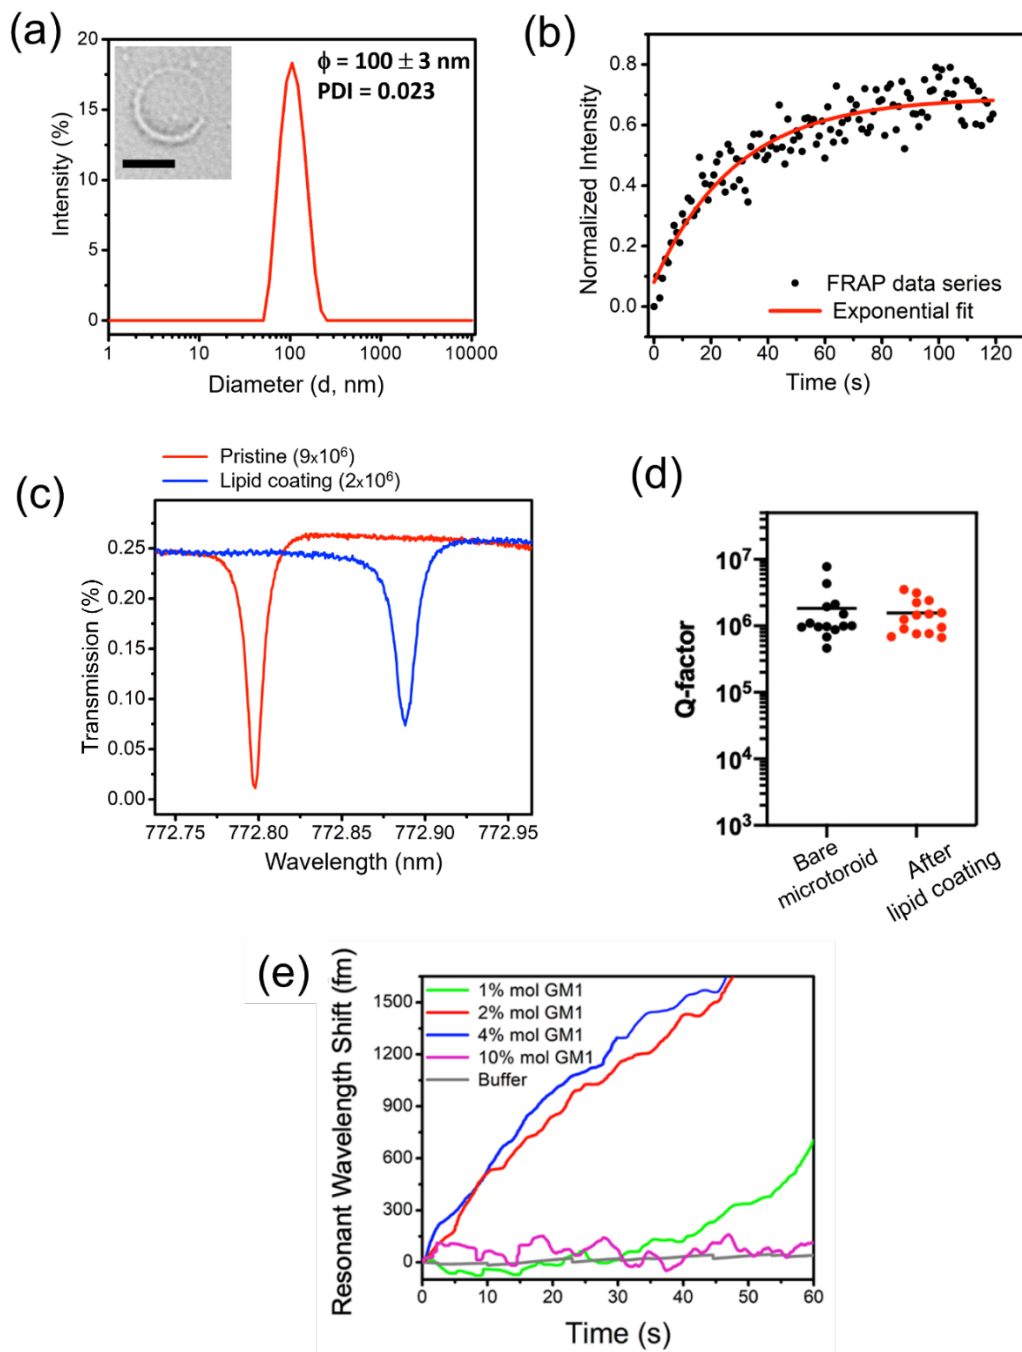 (a)
20
15
10
5
0
Intensity (%)
ϕ = 100 ± 3 nm
PDI = 0.023
1 10 100 1000 10000
Diameter (d, nm)
(b)
0.8
0.6
0.4
0.2
0.0
Normalized Intensity
FRAP data series
Exponential fit
0 20 40 60 80 100 120
Time (s)
(c)
Pristine (9x10⁶)
Lipid coating (2x10⁶)
0.25
0.20
0.15
0.10
0.05
0.00
Transmission (%)
772.75 772.80 772.85 772.90 772.95
Wavelength (nm)
(d)
10⁷
10⁶
10⁵
10⁴
10³
Q-factor
Bare
microtoroid
After
lipid coating
(e)
1500
1200
900
600
300
0
Resonant Wavelength Shift (fm)
1% mol GM1
2% mol GM1
4% mol GM1
10% mol GM1
Buffer
0 10 20 30 40 50 60
Time (s)